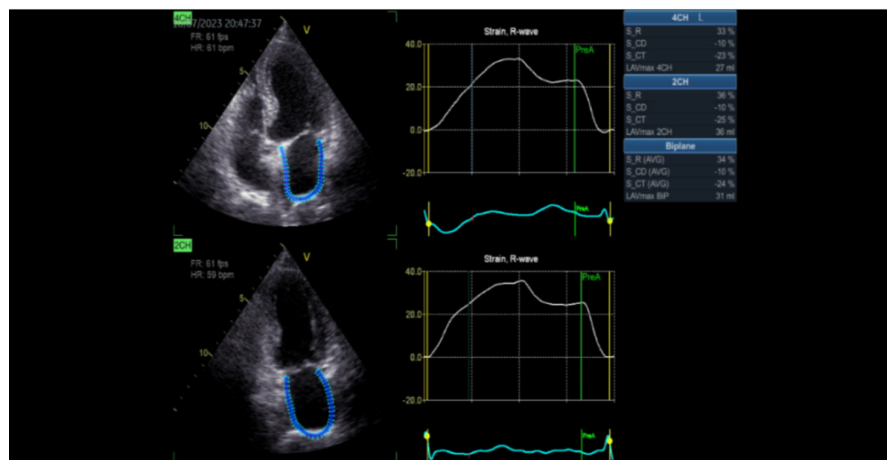 4CH
/07/2023 20:47:37
FR: 61 fps
HR: 61 bpm
V
5
10
Strain, R-wave
40.0
20.0
0.0
-20.0
PreA
PreA
4CH
S_R 33 %
S_CD -10 %
S_CT -23 %
LAVmax 4CH 27 ml
2CH
S_R 36 %
S_CD -10 %
S_CT -25 %
LAVmax 2CH 36 ml
Biplane
S_R (AVG) 34 %
S_CD (AVG) -10 %
S_CT (AVG) -24 %
LAVmax BiP 31 ml
2CH
FR: 61 fps
HR: 59 bpm
V
5
10
Strain, R-wave
40.0
20.0
0.0
-20.0
PreA
PreA